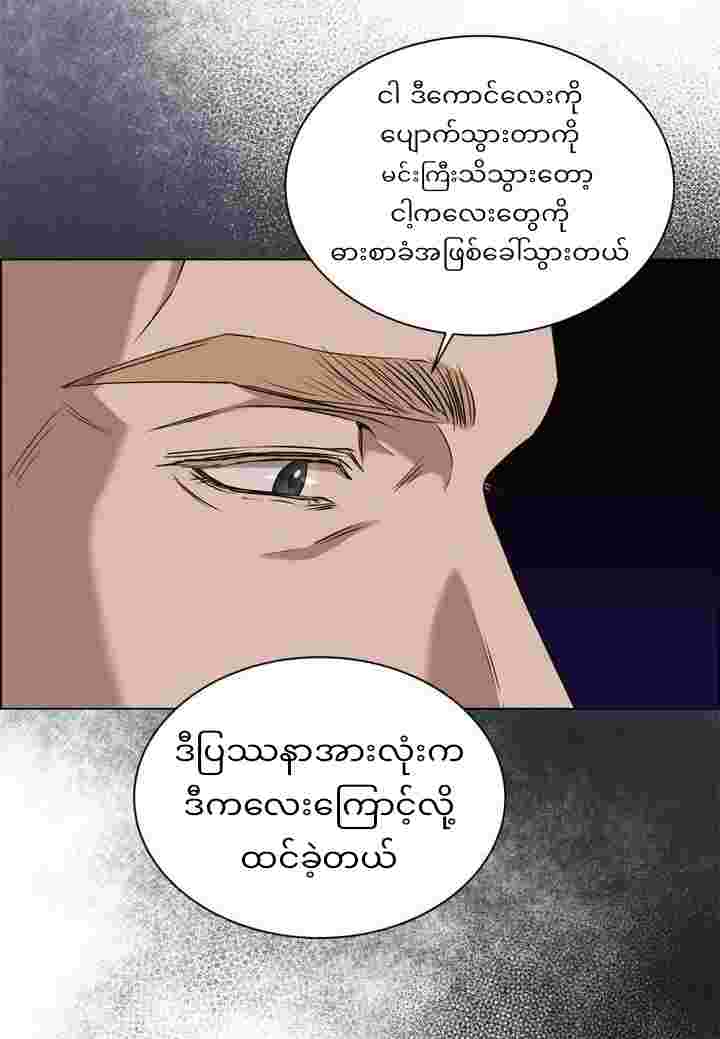 ငါ ဒီကောင်လေးကို
ပျောက်သွားတာကို
မင်းကြီးသိသွားတော့
ငါ့ကလေးတွေကို
ဓားစာခံအဖြစ်ခေါ်သွားတယ်
ဒီပြဿနာအားလုံးက
ဒီကလေးကြောင့်လို့
ထင်ခဲ့တယ်